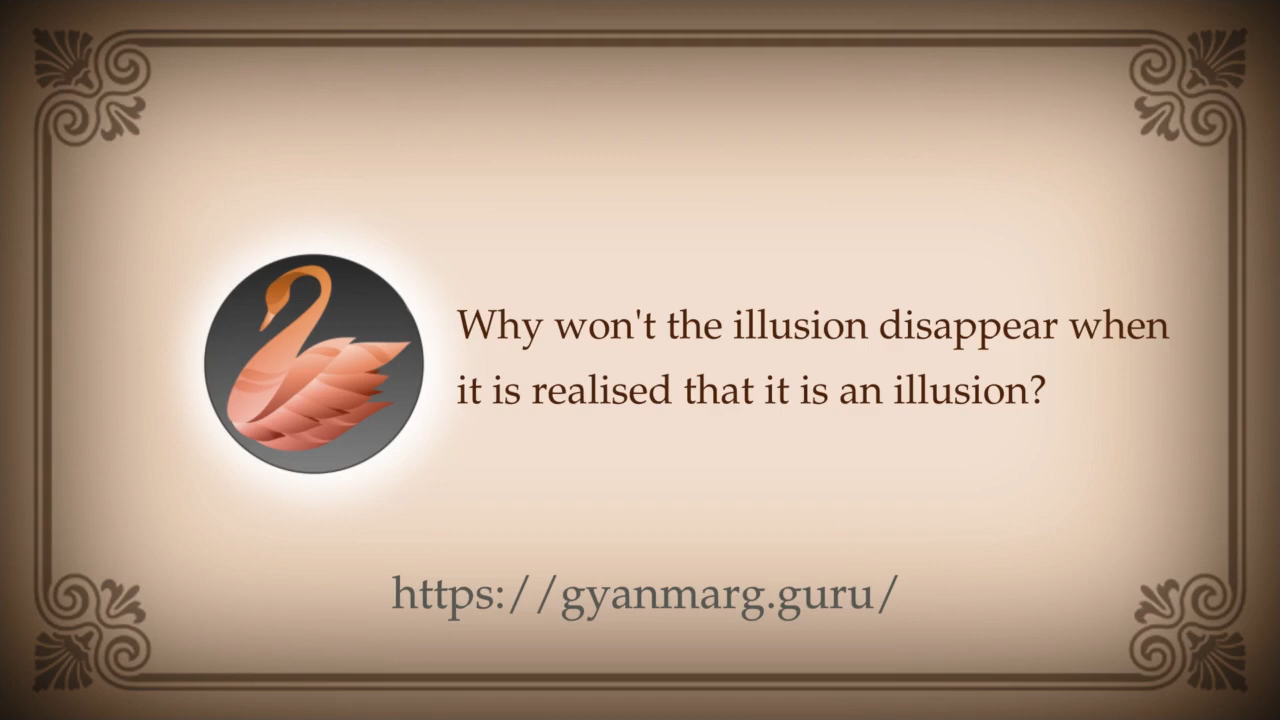 Why won't the illusion disappear when
it is realised that it is an illusion?
https://gyanmarg.guru/